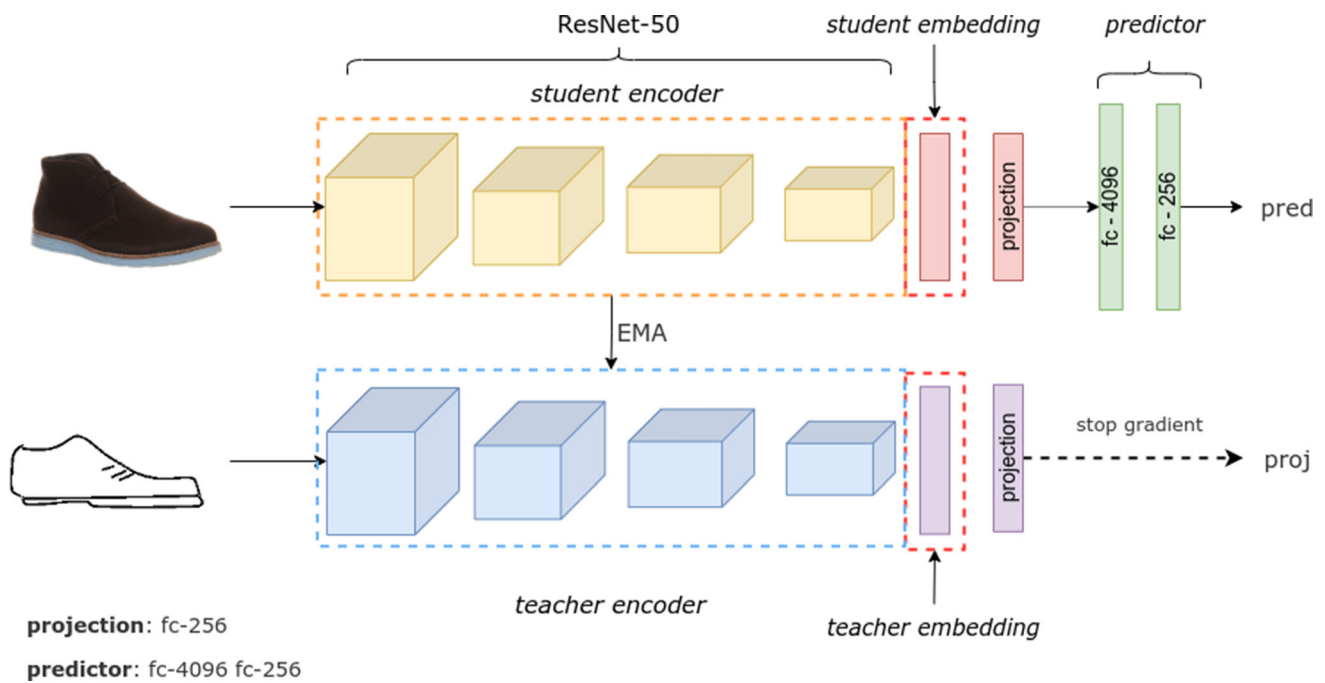 ResNet-50
student embedding
predictor
student encoder
projection
fc - 4096
fc - 256
pred
EMA
projection
stop gradient
proj
teacher encoder
teacher embedding
projection: fc-256
predictor: fc-4096 fc-256